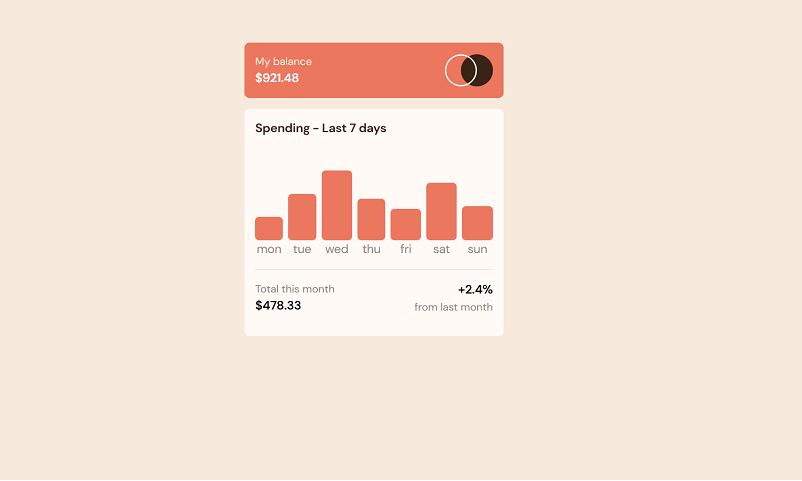 My balance
$921.48
Spending - Last 7 days
mon tue wed thu fri sat sun
Total this month +2.4%
$478.33 from last month